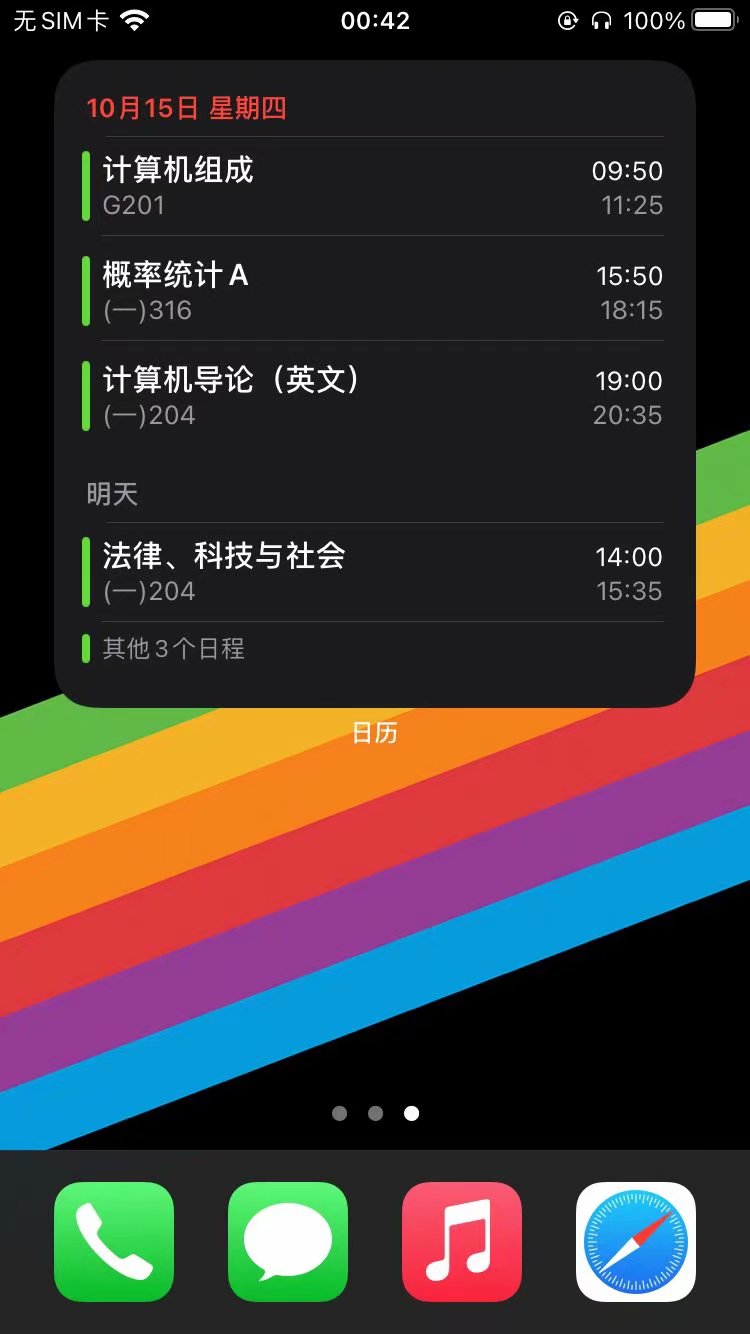 无SIM卡 00:42 100%
10月15日 星期四
计算机组成 09:50
G201 11:25
概率统计A 15:50
(一)316 18:15
计算机导论（英文） 19:00
(一)204 20:35
明天
法律、科技与社会 14:00
(一)204 15:35
其他3个日程
日历